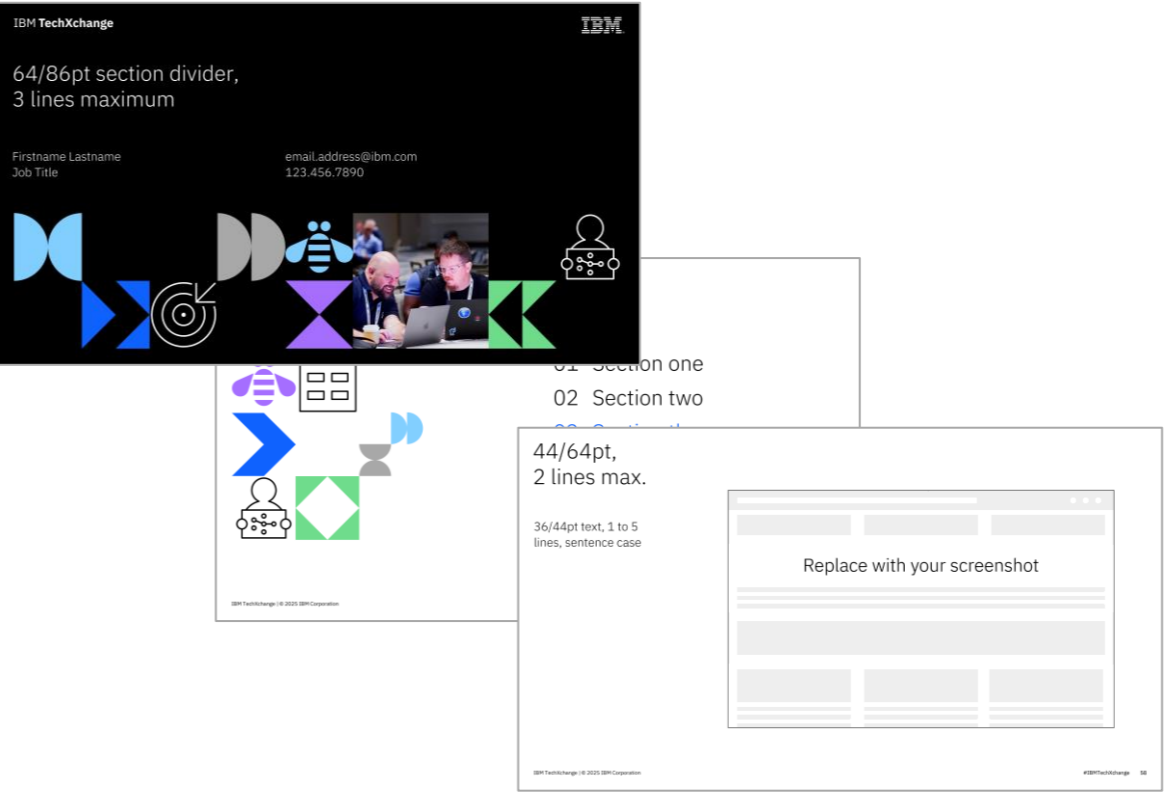 IBM TechXchange
IBM
64/86pt section divider,
3 lines maximum
Firstname Lastname
Job Title
email.address@ibm.com
123.456.7890
01 Section one
02 Section two
IBM TechXchange | © 2025 IBM Corporation
44/64pt,
2 lines max.
36/44pt text, 1 to 5
lines, sentence case
Replace with your screenshot
IBM TechXchange | © 2025 IBM Corporation
#IBMTechXchange 58